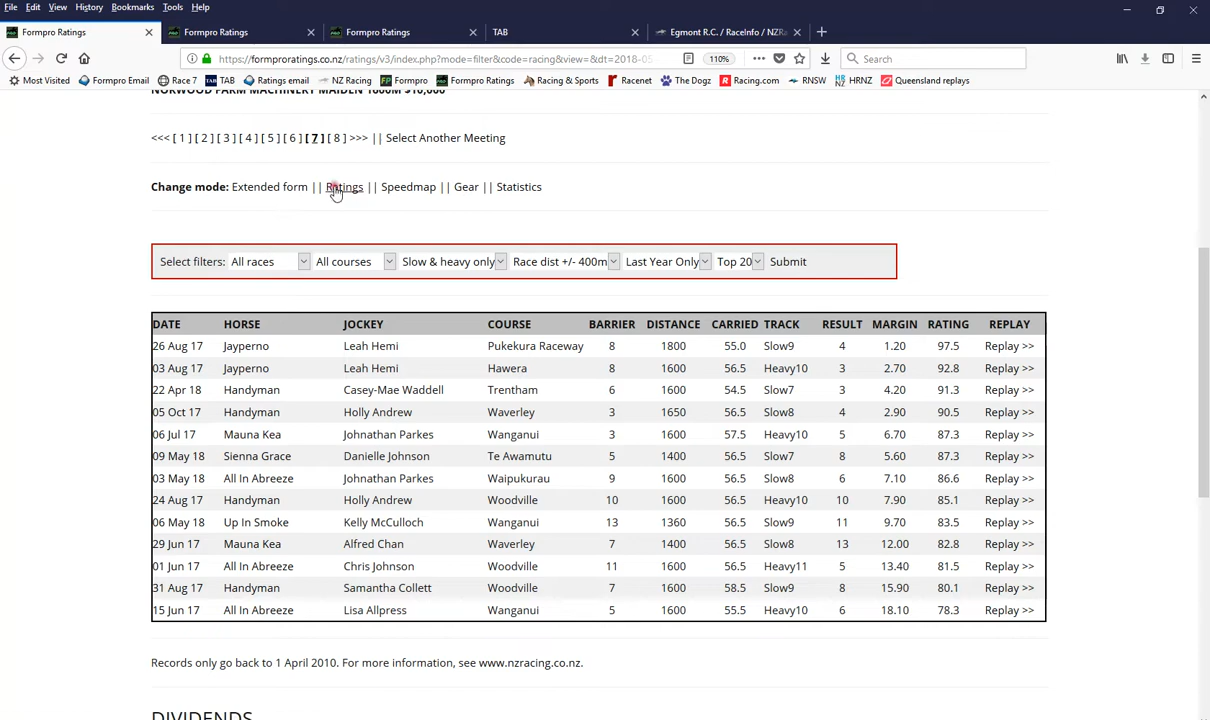 File Edit View History Bookmarks Tools Help
Formpro Ratings Formpro Ratings Formpro Ratings TAB Egmont R.C. / RaceInfo / NZRa
https://formproratings.co.nz/ratings/v3/index.php?mode=filter&code=racing&view=&dt=2018-05 110% Search
Most Visited Formpro Email Race 7 TAB Ratings email NZ Racing Formpro Formpro Ratings Racing & Sports Racenet The Dogz Racing.com RNSW HRNZ Queensland replays
NORWOOD FARM MACHINERY MAIDEN 1600M $10,000
<<< [ 1 ] [ 2 ] [ 3 ] [ 4 ] [ 5 ] [ 6 ] [ 7 ] [ 8 ] >>> || Select Another Meeting
Change mode: Extended form || Ratings || Speedmap || Gear || Statistics
Select filters: All races All courses Slow & heavy only Race dist +/- 400m Last Year Only Top 20 Submit
DATE HORSE JOCKEY COURSE BARRIER DISTANCE CARRIED TRACK RESULT MARGIN RATING REPLAY
26 Aug 17 Jayperno Leah Hemi Pukekura Raceway 8 1800 55.0 Slow9 4 1.20 97.5 Replay >>
03 Aug 17 Jayperno Leah Hemi Hawera 8 1600 56.5 Heavy10 3 2.70 92.8 Replay >>
22 Apr 18 Handyman Casey-Mae Waddell Trentham 6 1600 54.5 Slow7 3 4.20 91.3 Replay >>
05 Oct 17 Handyman Holly Andrew Waverley 3 1650 56.5 Slow8 4 2.90 90.5 Replay >>
06 Jul 17 Mauna Kea Johnathan Parkes Wanganui 3 1600 57.5 Heavy10 5 6.70 87.3 Replay >>
09 May 18 Sienna Grace Danielle Johnson Te Awamutu 5 1400 56.5 Slow7 8 5.60 87.3 Replay >>
03 May 18 All In Abreeze Johnathan Parkes Waipukurau 9 1600 56.5 Slow8 6 7.10 86.6 Replay >>
24 Aug 17 Handyman Holly Andrew Woodville 10 1600 56.5 Heavy10 10 7.90 85.1 Replay >>
06 May 18 Up In Smoke Kelly McCulloch Wanganui 13 1360 56.5 Slow9 11 9.70 83.5 Replay >>
29 Jun 17 Mauna Kea Alfred Chan Waverley 7 1400 56.5 Slow8 13 12.00 82.8 Replay >>
01 Jun 17 All In Abreeze Chris Johnson Woodville 11 1600 56.5 Heavy11 5 13.40 81.5 Replay >>
31 Aug 17 Handyman Samantha Collett Woodville 7 1600 58.5 Slow9 8 15.90 80.1 Replay >>
15 Jun 17 All In Abreeze Lisa Allpress Wanganui 5 1600 55.5 Heavy10 6 18.10 78.3 Replay >>
Records only go back to 1 April 2010. For more information, see www.nzracing.co.nz.
DIVIDENDS